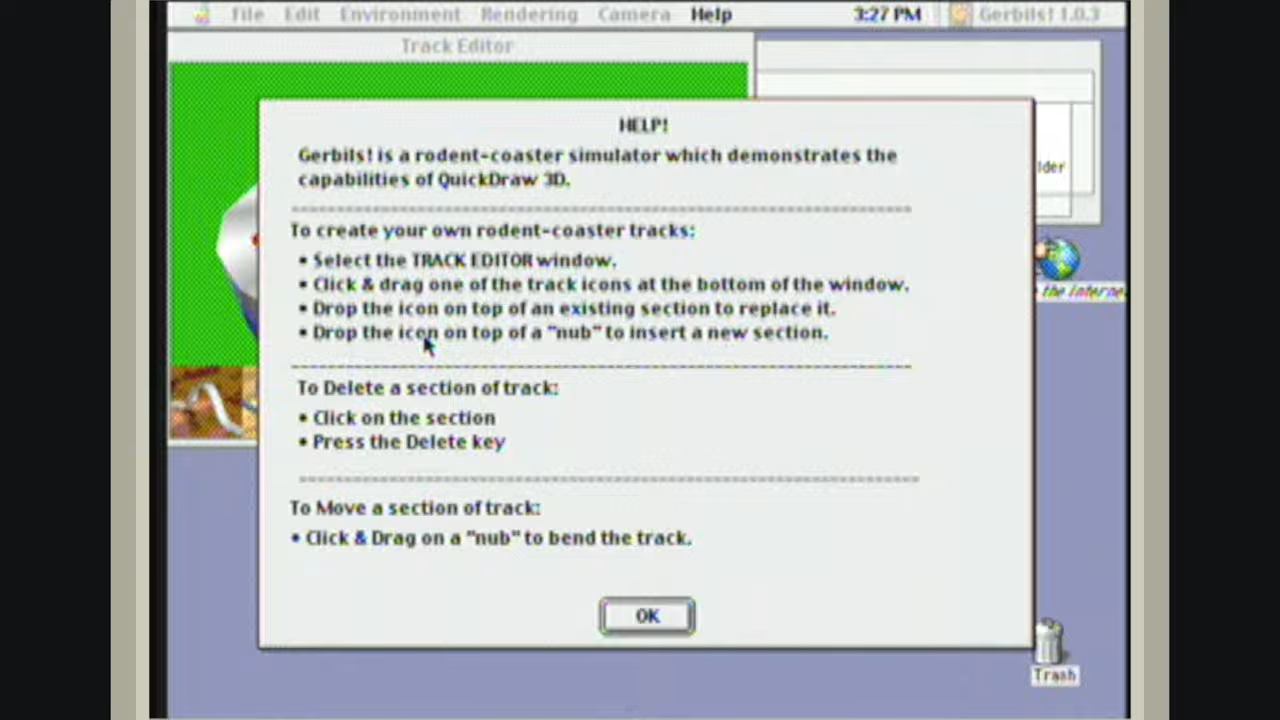 File Edit Environment Rendering Camera Help 3:27 PM Gerbils! 1.0.3
Track Editor
HELP!
Gerbils! is a rodent-coaster simulator which demonstrates the
capabilities of QuickDraw 3D.
To create your own rodent-coaster tracks:
• Select the TRACK EDITOR window.
• Click & drag one of the track icons at the bottom of the window.
• Drop the icon on top of an existing section to replace it.
• Drop the icon on top of a "nub" to insert a new section.
To Delete a section of track:
• Click on the section
• Press the Delete key
To Move a section of track:
• Click & Drag on a "nub" to bend the track.
OK
lder
the Interne
Trash